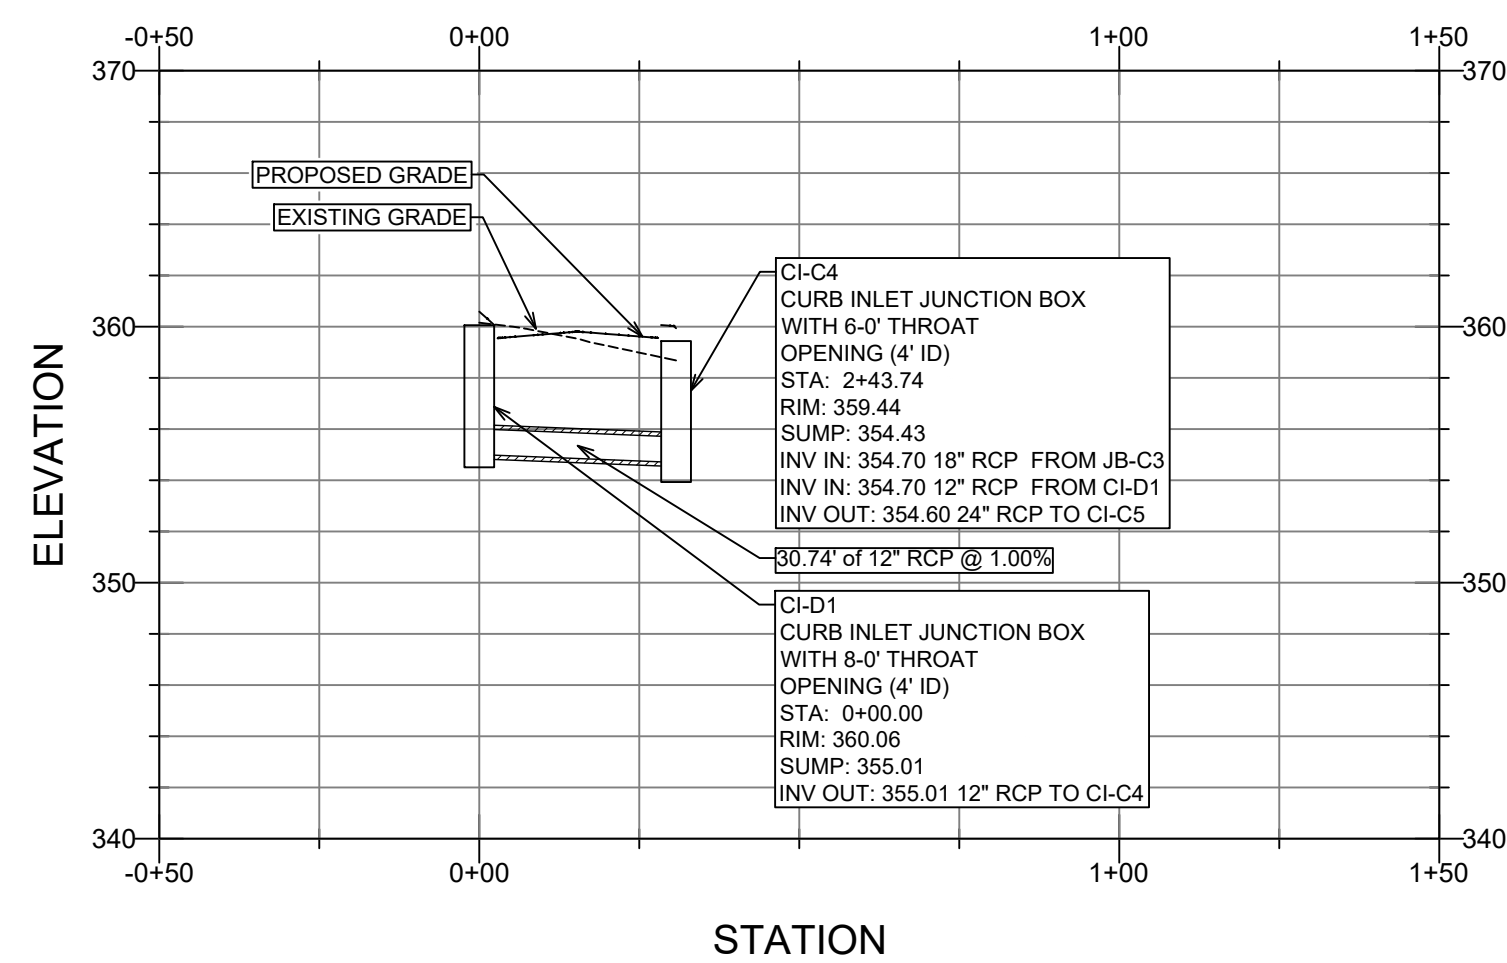 -0+50
0+00
1+00
1+50
370
370
PROPOSED GRADE
EXISTING GRADE
CI-C4
CURB INLET JUNCTION BOX
WITH 6-0' THROAT
OPENING (4' ID)
STA: 2+43.74
RIM: 359.44
SUMP: 354.43
INV IN: 354.70 18" RCP FROM JB-C3
INV IN: 354.70 12" RCP FROM CI-D1
INV OUT: 354.60 24" RCP TO CI-C5
360
360
ELEVATION
30.74' of 12" RCP @ 1.00%
350
350
CI-D1
CURB INLET JUNCTION BOX
WITH 8-0' THROAT
OPENING (4' ID)
STA: 0+00.00
RIM: 360.06
SUMP: 355.01
INV OUT: 355.01 12" RCP TO CI-C4
340
340
-0+50
0+00
1+00
1+50
STATION